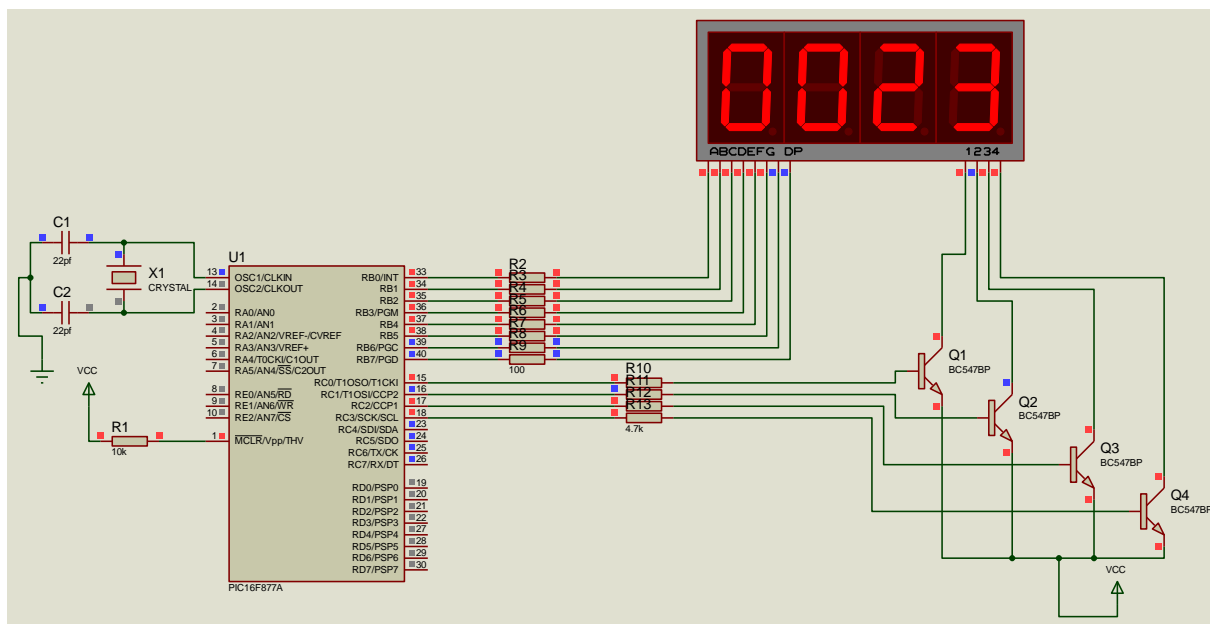 0023
ABCDEFG DP
1234
C1
22pf
X1
CRYSTAL
C2
22pf
U1
13
OSC1/CLKIN
14
OSC2/CLKOUT
2
RA0/AN0
3
RA1/AN1
4
RA2/AN2/VREF-/CVREF
5
RA3/AN3/VREF+
6
RA4/T0CKI/C1OUT
7
RA5/AN4/SS/C2OUT
8
RE0/AN5/RD
9
RE1/AN6/WR
10
RE2/AN7/CS
1
MCLR/Vpp/THV
RB0/INT
33
RB1
34
RB2
35
RB3/PGM
36
RB4
37
RB5
38
RB6/PGC
39
RB7/PGD
40
RC0/T1OSO/T1CKI
15
RC1/T1OSI/CCP2
16
RC2/CCP1
17
RC3/SCK/SCL
18
RC4/SDI/SDA
23
RC5/SDO
24
RC6/TX/CK
25
RC7/RX/DT
26
RD0/PSP0
19
RD1/PSP1
20
RD2/PSP2
21
RD3/PSP3
22
RD4/PSP4
27
RD5/PSP5
28
RD6/PSP6
29
RD7/PSP7
30
PIC16F877A
VCC
R1
10k
R2
R3
R4
R5
R6
R7
R8
R9
100
R10
R11
R12
R13
4.7k
Q1
BC547BP
Q2
BC547BP
Q3
BC547BP
Q4
BC547BP
VCC